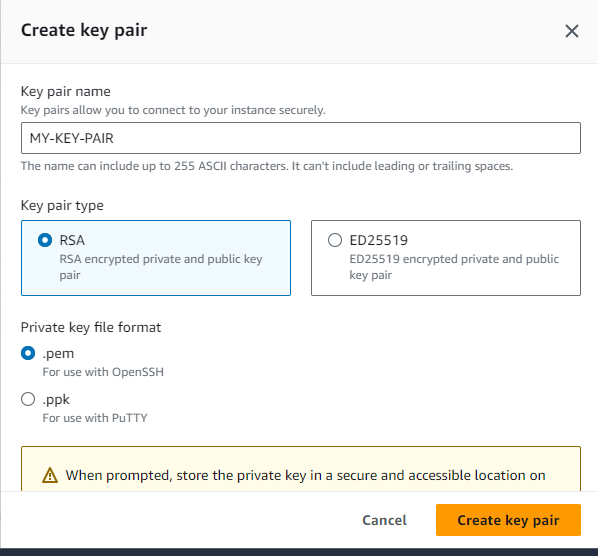 Create key pair
Key pair name
Key pairs allow you to connect to your instance securely.
MY-KEY-PAIR
The name can include up to 255 ASCII characters. It can't include leading or trailing spaces.
Key pair type
RSA
RSA encrypted private and public key
pair
ED25519
ED25519 encrypted private and public
key pair
Private key file format
.pem
For use with OpenSSH
.ppk
For use with PuTTY
When prompted, store the private key in a secure and accessible location on
Cancel
Create key pair